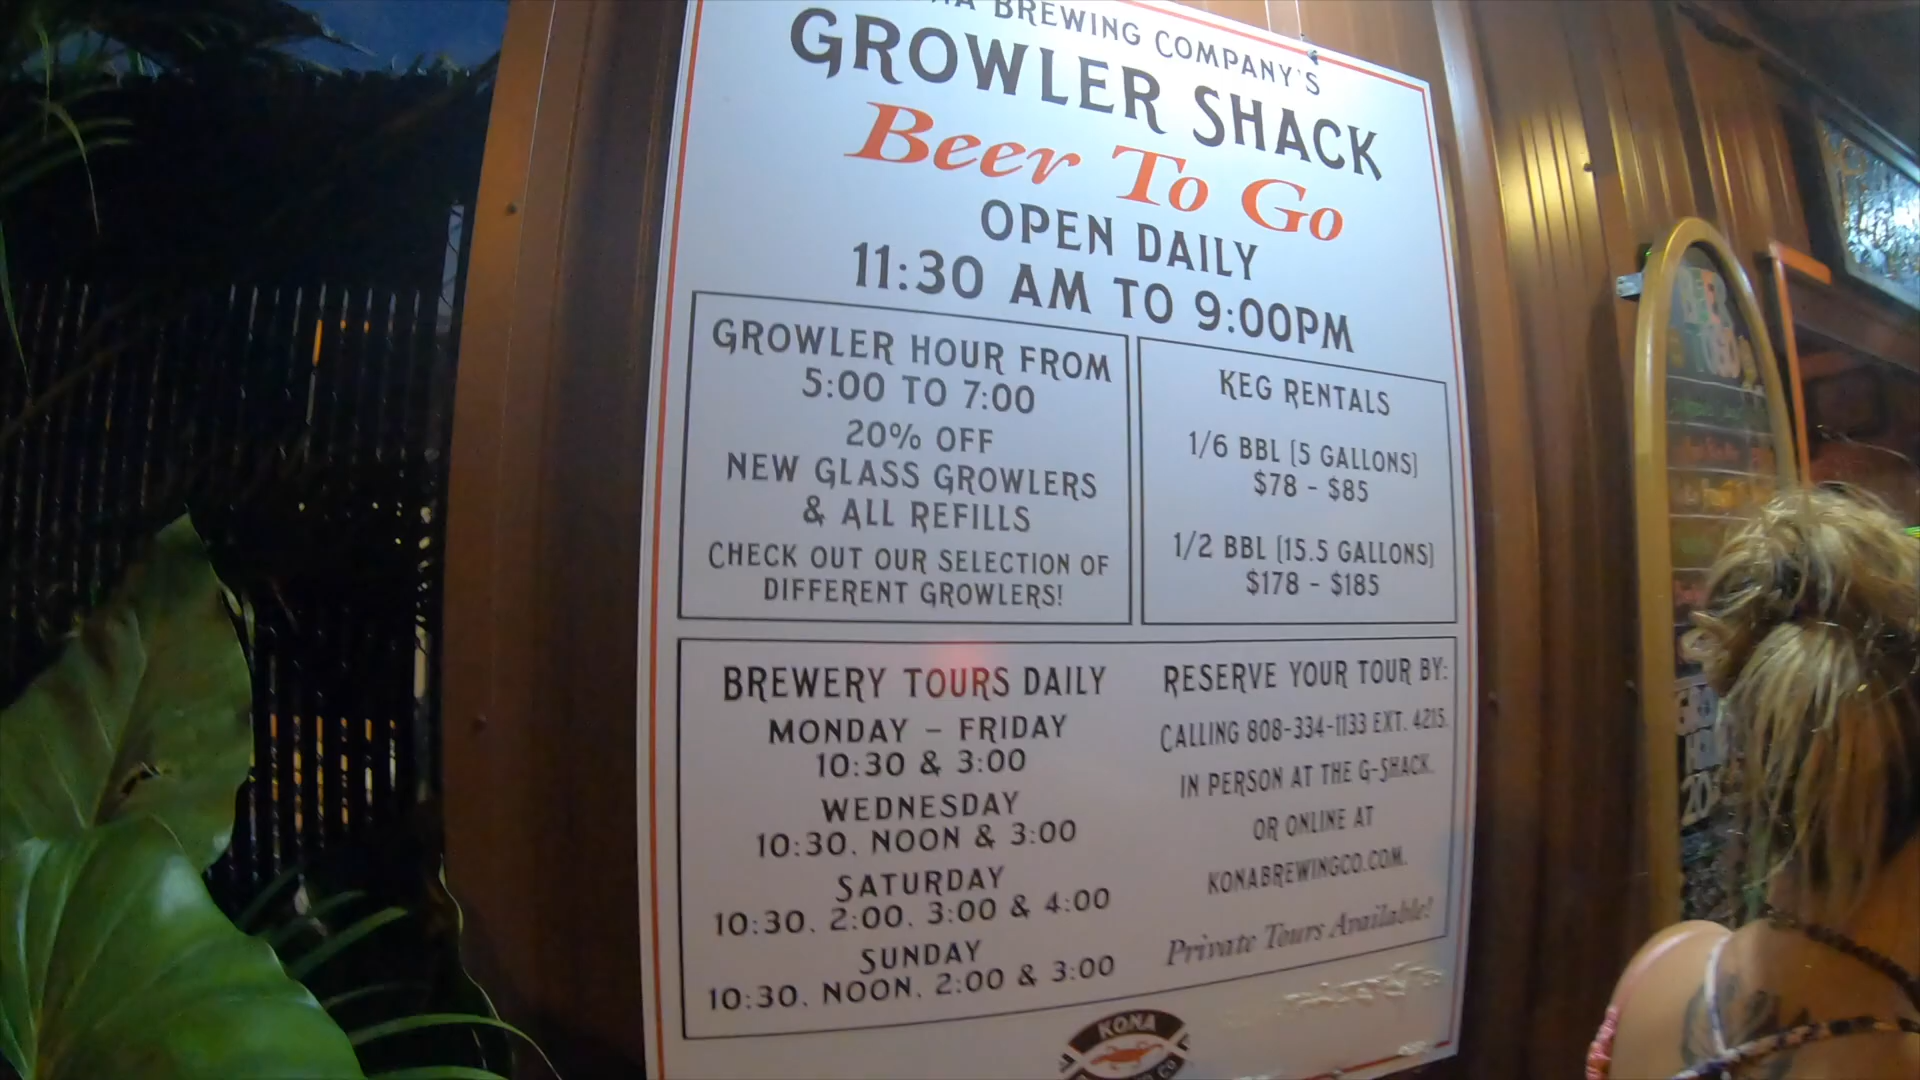 BREWING COMPANY'S
GROWLER SHACK
Beer To Go
OPEN DAILY
11:30 AM TO 9:00PM
GROWLER HOUR FROM
5:00 TO 7:00
20% OFF
NEW GLASS GROWLERS
& ALL REFILLS
CHECK OUT OUR SELECTION OF
DIFFERENT GROWLERS!
KEG RENTALS
1/6 BBL (5 GALLONS)
$78 - $85
1/2 BBL (15.5 GALLONS)
$178 - $185
BREWERY TOURS DAILY
MONDAY - FRIDAY
10:30 & 3:00
WEDNESDAY
10:30, NOON & 3:00
SATURDAY
10:30, 2:00, 3:00 & 4:00
SUNDAY
10:30, NOON, 2:00 & 3:00
RESERVE YOUR TOUR BY:
CALLING 808-334-1133 EXT. 4215.
IN PERSON AT THE G-SHACK.
OR ONLINE AT
KONABREWINGCO.COM.
Private Tours Available!
KONA